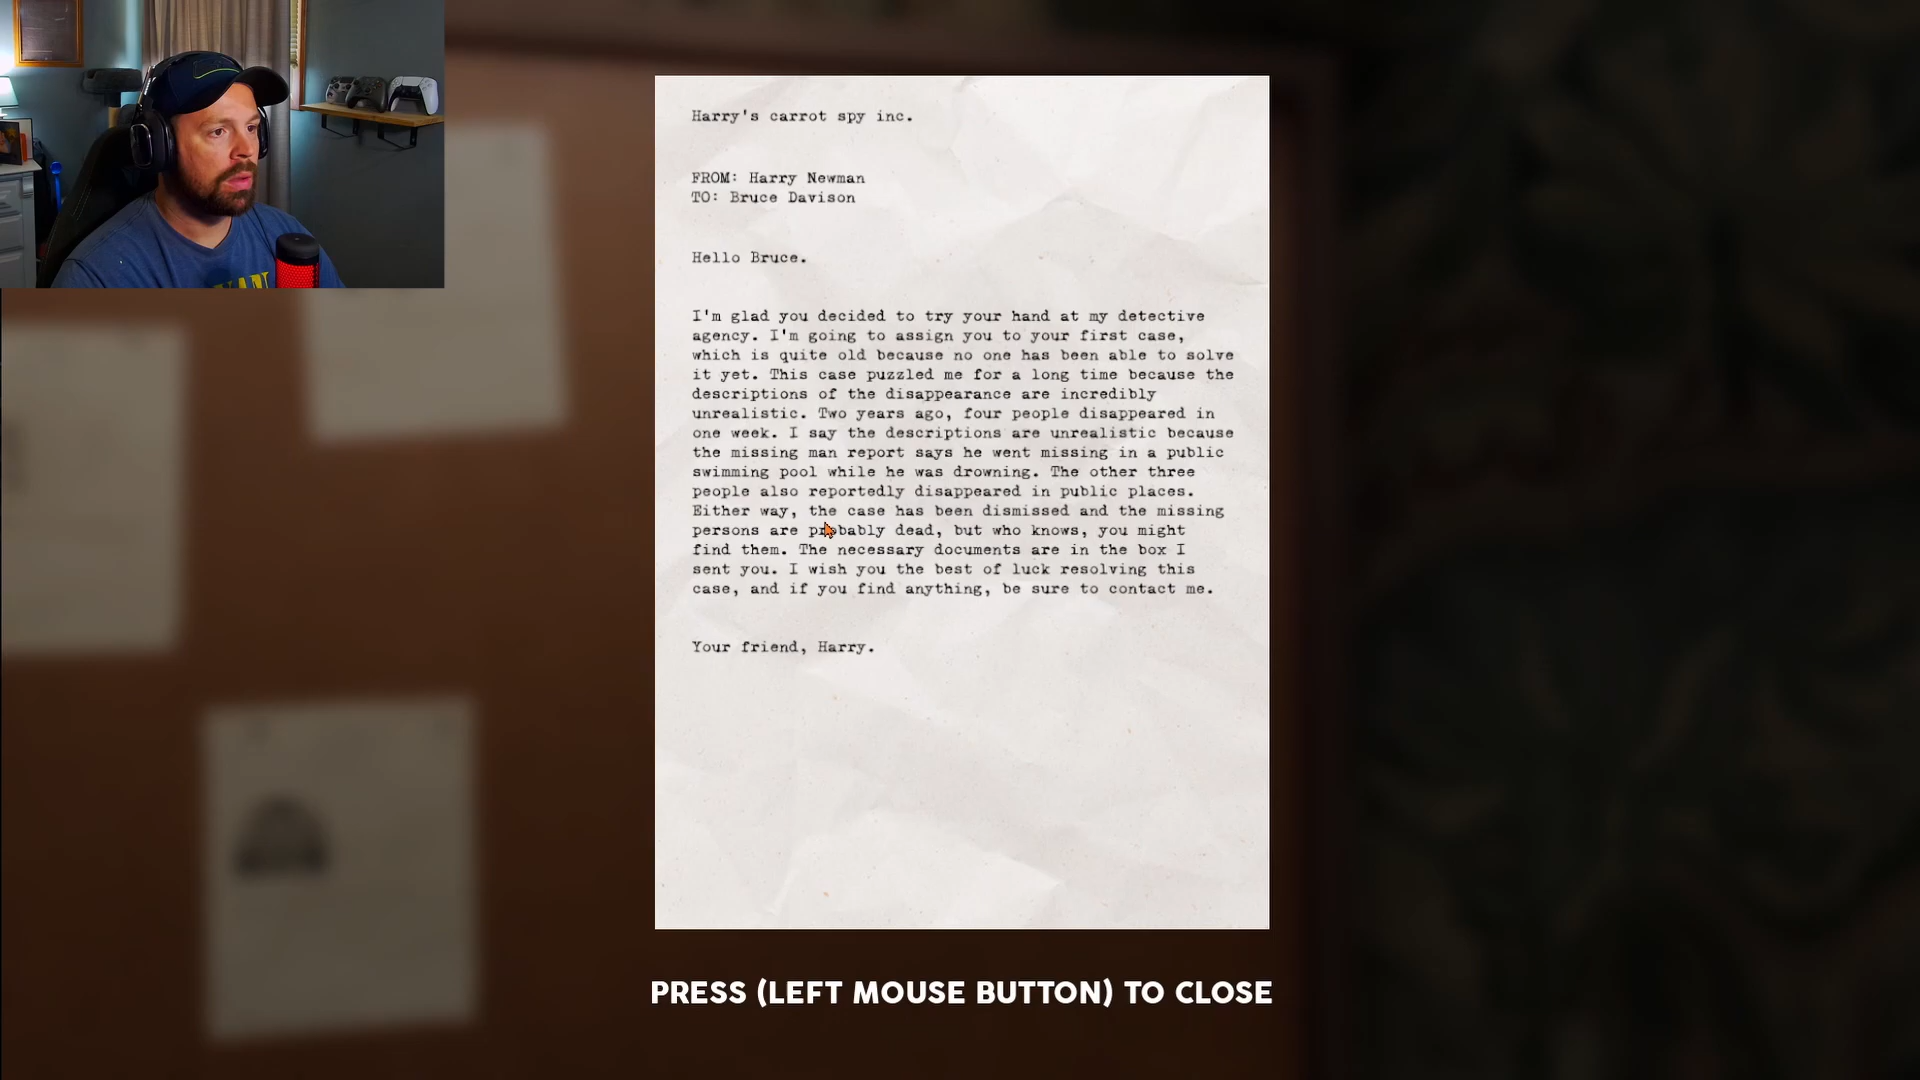 Harry's carrot spy inc.
FROM: Harry Newman
TO: Bruce Davison
Hello Bruce.
I'm glad you decided to try your hand at my detective
agency. I'm going to assign you to your first case,
which is quite old because no one has been able to solve
it yet. This case puzzled me for a long time because the
descriptions of the disappearance are incredibly
unrealistic. Two years ago, four people disappeared in
one week. I say the descriptions are unrealistic because
the missing man report says he went missing in a public
swimming pool while he was drowning. The other three
people also reportedly disappeared in public places.
Either way, the case has been dismissed and the missing
persons are probably dead, but who knows, you might
find them. The necessary documents are in the box I
sent you. I wish you the best of luck resolving this
case, and if you find anything, be sure to contact me.
Your friend, Harry.
PRESS (LEFT MOUSE BUTTON) TO CLOSE